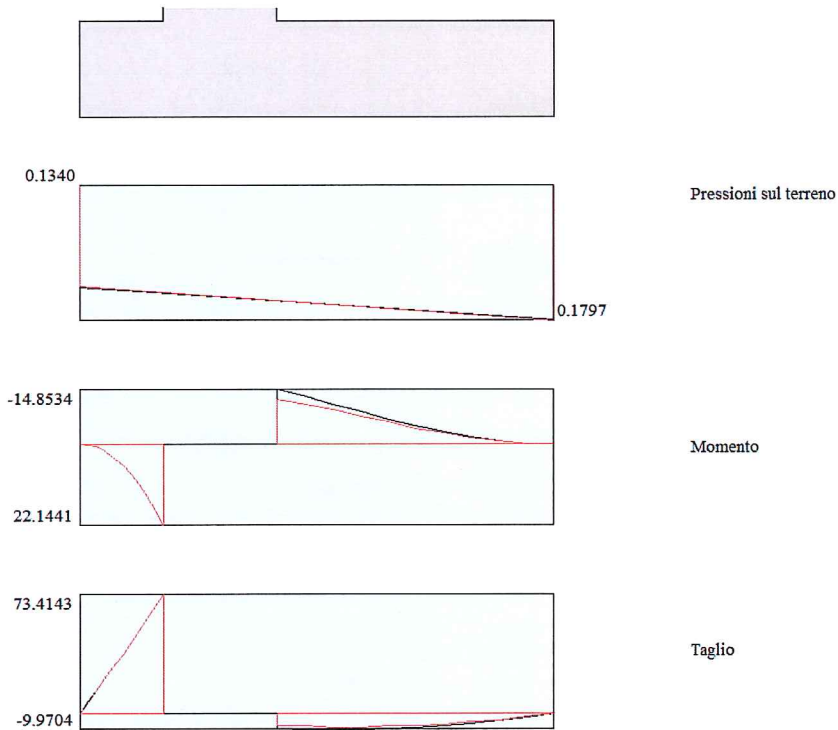 0.1340
Pressioni sul terreno
0.1797
-14.8534
Momento
22.1441
73.4143
Taglio
-9.9704